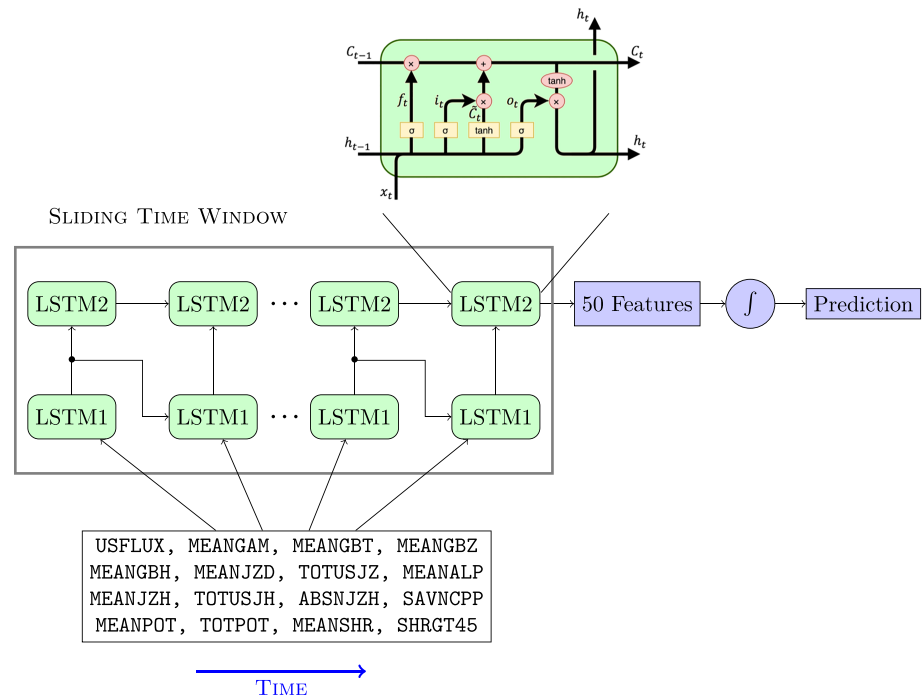 h_t
C_{t-1}
C_t
× +
tanh
f_t i_t × o_t ×
C̃_t
σ σ tanh σ
h_{t-1} h_t
x_t
SLIDING TIME WINDOW
LSTM2 LSTM2 ··· LSTM2 LSTM2 50 Features ∫ Prediction
LSTM1 LSTM1 ··· LSTM1 LSTM1
USFLUX, MEANGAM, MEANGBT, MEANGBZ
MEANGBH, MEANJZD, TOTUSJZ, MEANALP
MEANJZH, TOTUSJH, ABSNJZH, SAVNCPP
MEANPOT, TOTPOT, MEANSHR, SHRGT45
TIME